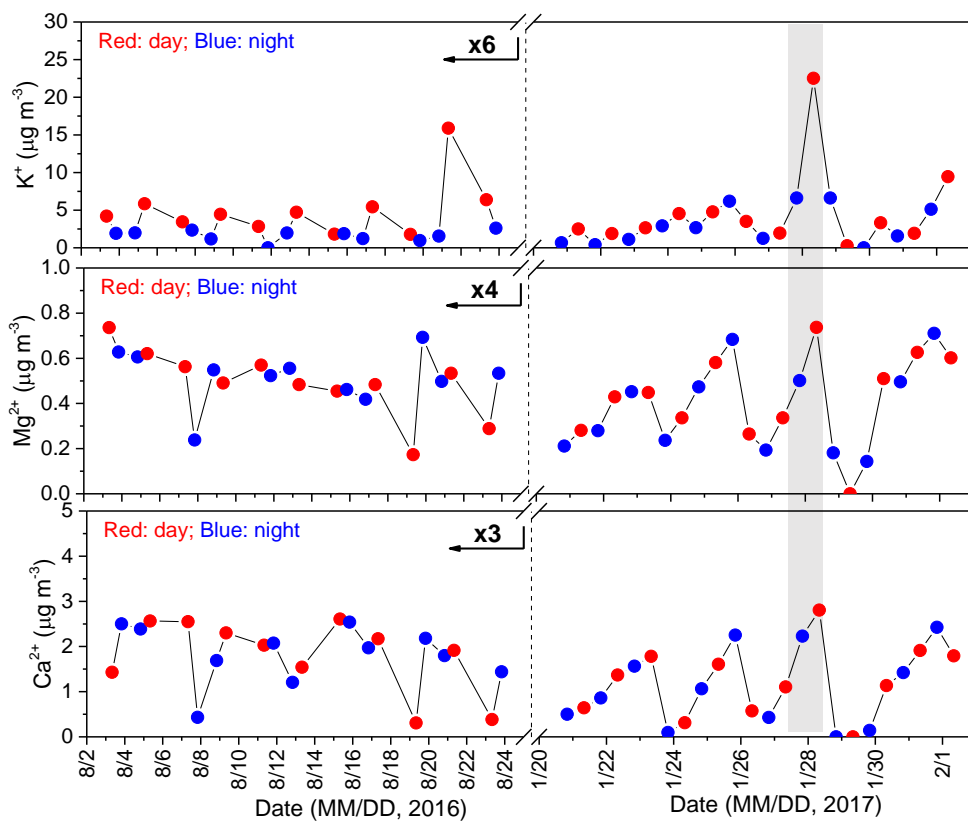 30
25
20
15
10
5
0
K⁺ (µg m⁻³)
Red: day; Blue: night
x6
1.0
0.8
0.6
0.4
0.2
0.0
Mg²⁺ (µg m⁻³)
Red: day; Blue: night
x4
5
4
3
2
1
0
Ca²⁺ (µg m⁻³)
Red: day; Blue: night
x3
8/2 8/4 8/6 8/8 8/10 8/12 8/14 8/16 8/18 8/20 8/22 8/24 1/20 1/22 1/24 1/26 1/28 1/30 2/1
Date (MM/DD, 2016) Date (MM/DD, 2017)